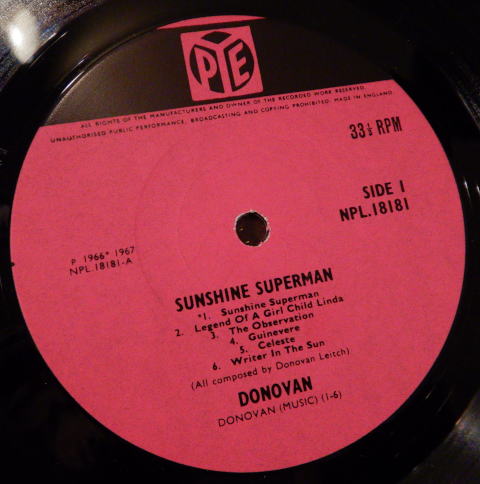 PYE
ALL RIGHTS OF THE MANUFACTURERS AND OWNER OF THE RECORDED WORK RESERVED.
UNAUTHORISED PUBLIC PERFORMANCE, BROADCASTING AND COPYING PROHIBITED. MADE IN ENGLAND.
33⅓ RPM
SIDE 1
NPL.18181
P 1966* 1967
NPL.18181-A
SUNSHINE SUPERMAN
*1. Sunshine Superman
2. Legend Of A Girl Child Linda
3. The Observation
4. Guinevere
5. Celeste
6. Writer In The Sun
(All composed by Donovan Leitch)
DONOVAN
DONOVAN (MUSIC) (1-6)